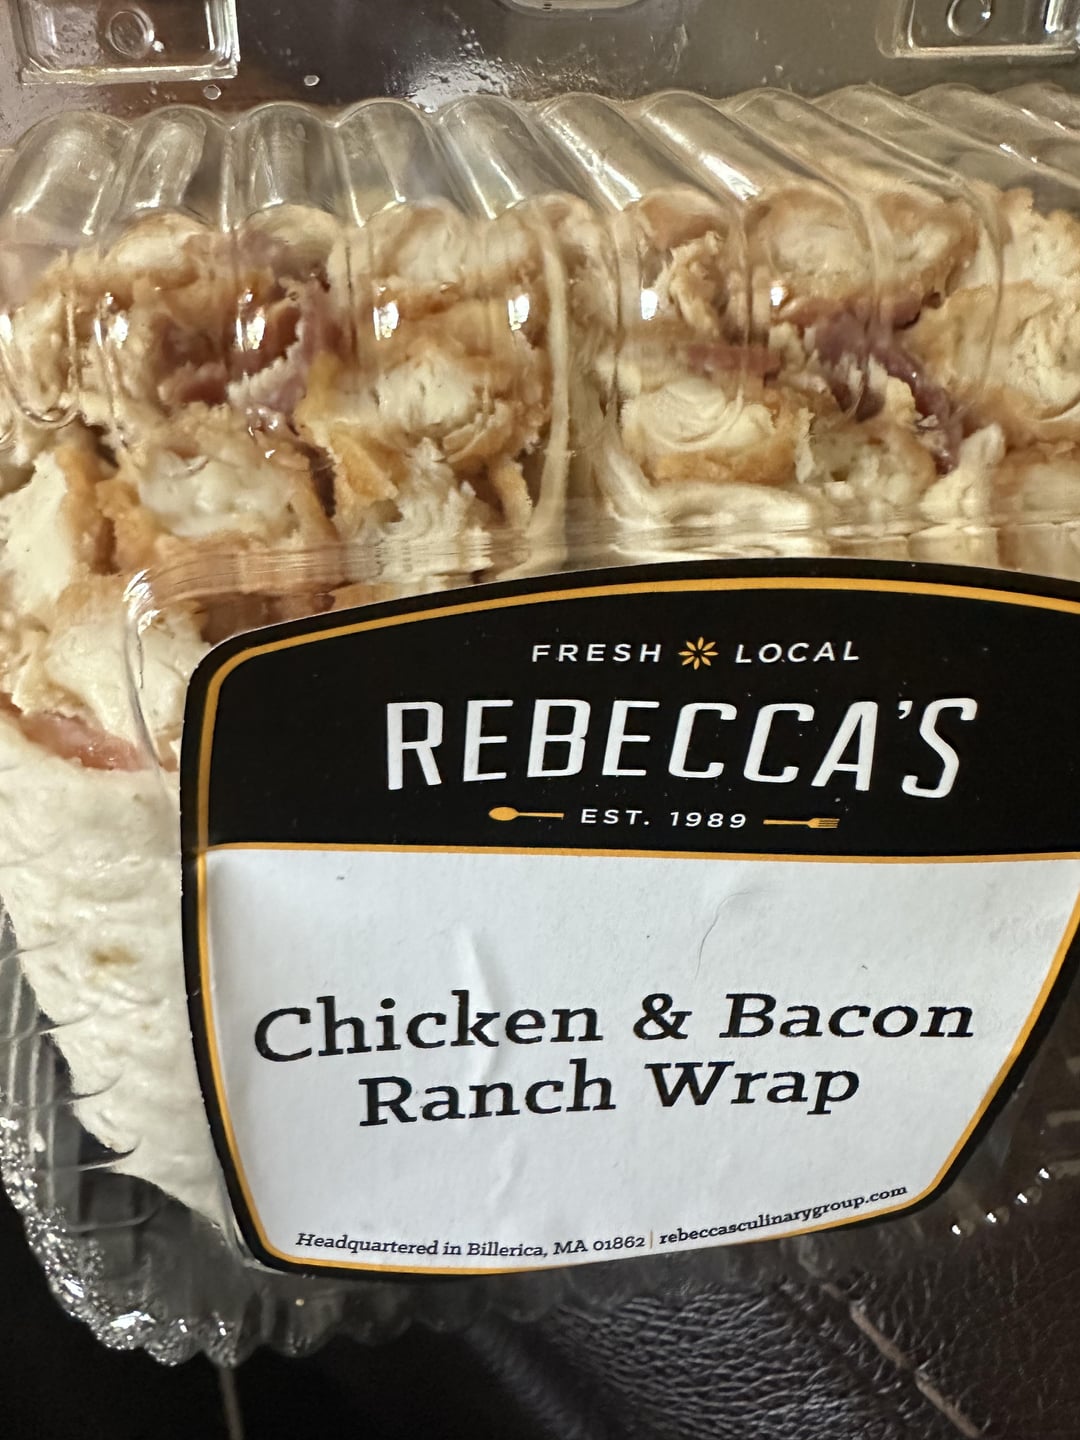 FRESH LOCAL
REBECCA'S
EST. 1989
Chicken & Bacon
Ranch Wrap
Headquartered in Billerica, MA 01862 | rebeccasculinarygroup.com